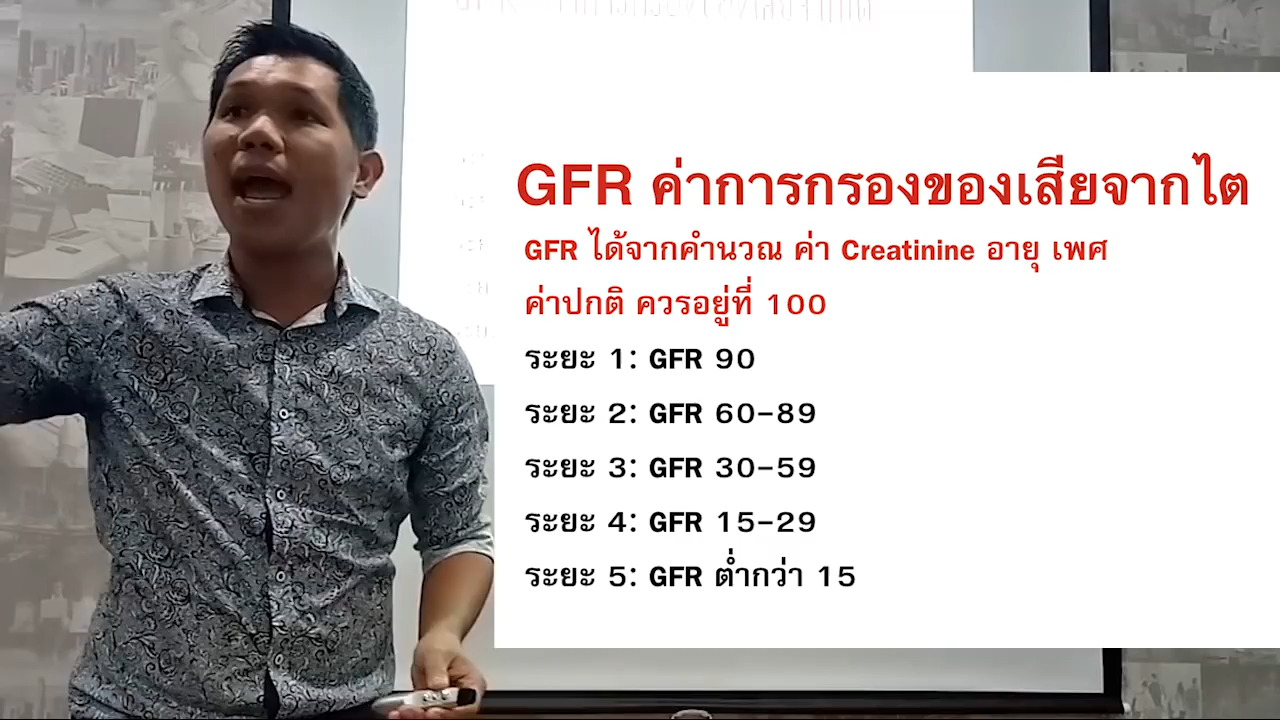 GFR ค่าการกรองของเสียจากไต
GFR ได้จากคำนวณ ค่า Creatinine อายุ เพศ
ค่าปกติ ควรอยู่ที่ 100
ระยะ 1: GFR 90
ระยะ 2: GFR 60-89
ระยะ 3: GFR 30-59
ระยะ 4: GFR 15-29
ระยะ 5: GFR ต่ำกว่า 15